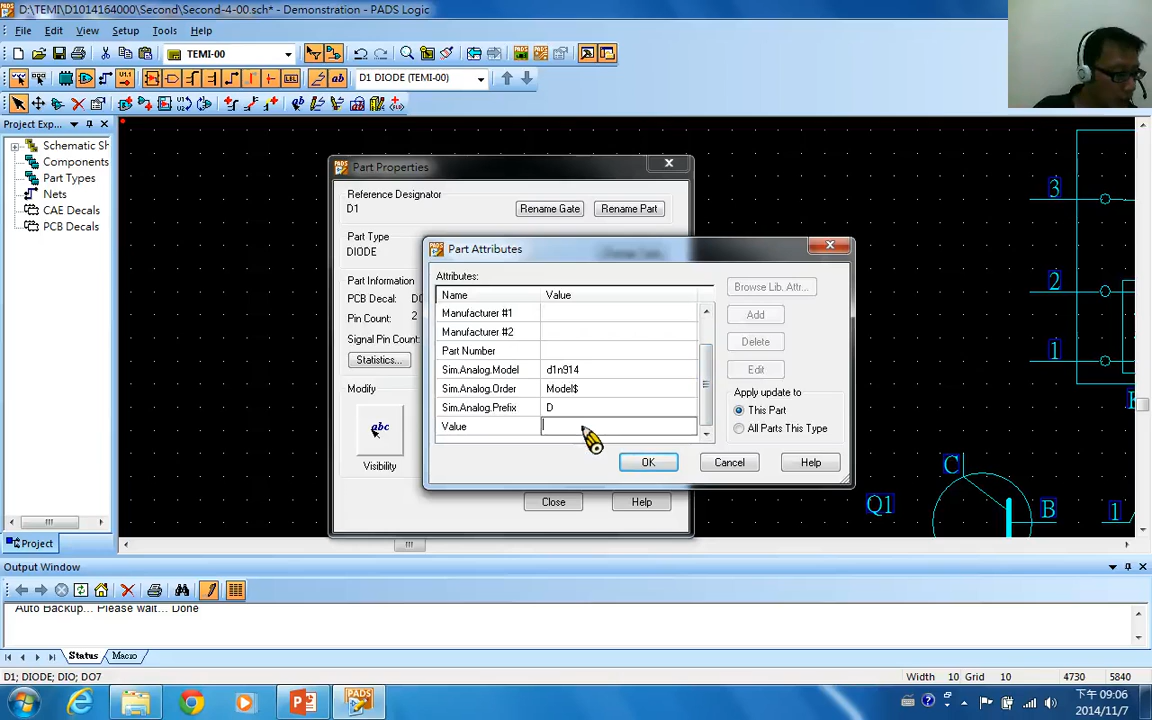 D:\TEMI\D1014164000\Second\Second-4-00.sch* - Demonstration - PADS Logic
File Edit View Setup Tools Help
TEMI-00
D1 DIODE (TEMI-00)
Project Exp...
Schematic Sh
Components
Part Types
Nets
CAE Decals
PCB Decals
Project
Part Properties
Reference Designator
D1
Rename Gate
Rename Part
Part Type
DIODE
Part Information
PCB Decal:
Pin Count: 2
Signal Pin Count:
Statistics...
Modify
abc
Visibility
Close
Help
Part Attributes
Attributes:
Name Value
Manufacturer #1
Manufacturer #2
Part Number
Sim.Analog.Model d1n914
Sim.Analog.Order Model$
Sim.Analog.Prefix D
Value
Browse Lib. Attr...
Add
Delete
Edit
Apply update to
This Part
All Parts This Type
OK
Cancel
Help
3
2
1
C
Q1
B
1
Output Window
Auto Backup... Please wait... Done
Status
Macro
D1; DIODE; DIO; DO7
Width 10 Grid 10 4730 5840
下午 09:06
2014/11/7